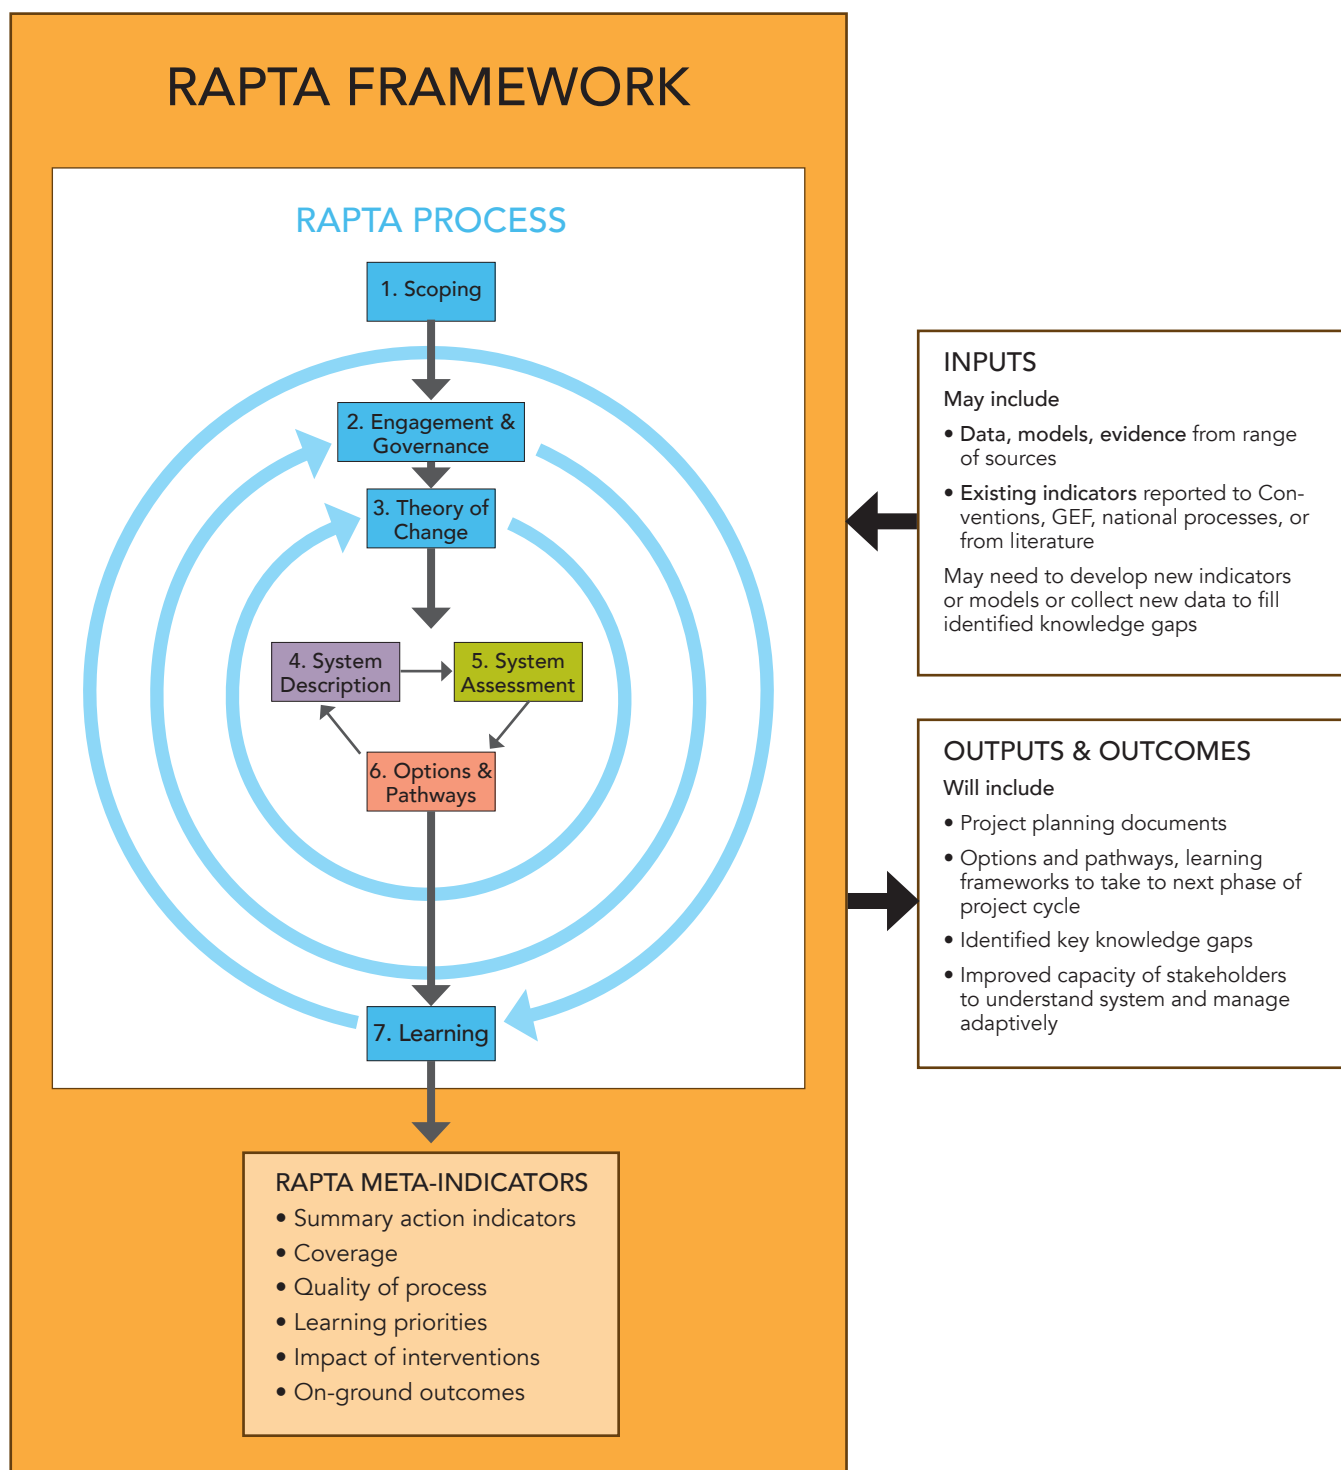 RAPTA FRAMEWORK
RAPTA PROCESS
1. Scoping
2. Engagement &
Governance
3. Theory of
Change
4. System
Description
5. System
Assessment
6. Options &
Pathways
7. Learning
RAPTA META-INDICATORS
• Summary action indicators
• Coverage
• Quality of process
• Learning priorities
• Impact of interventions
• On-ground outcomes
INPUTS
May include
• Data, models, evidence from range
of sources
• Existing indicators reported to Con-
ventions, GEF, national processes, or
from literature
May need to develop new indicators
or models or collect new data to fill
identified knowledge gaps
OUTPUTS & OUTCOMES
Will include
• Project planning documents
• Options and pathways, learning
frameworks to take to next phase of
project cycle
• Identified key knowledge gaps
• Improved capacity of stakeholders
to understand system and manage
adaptively